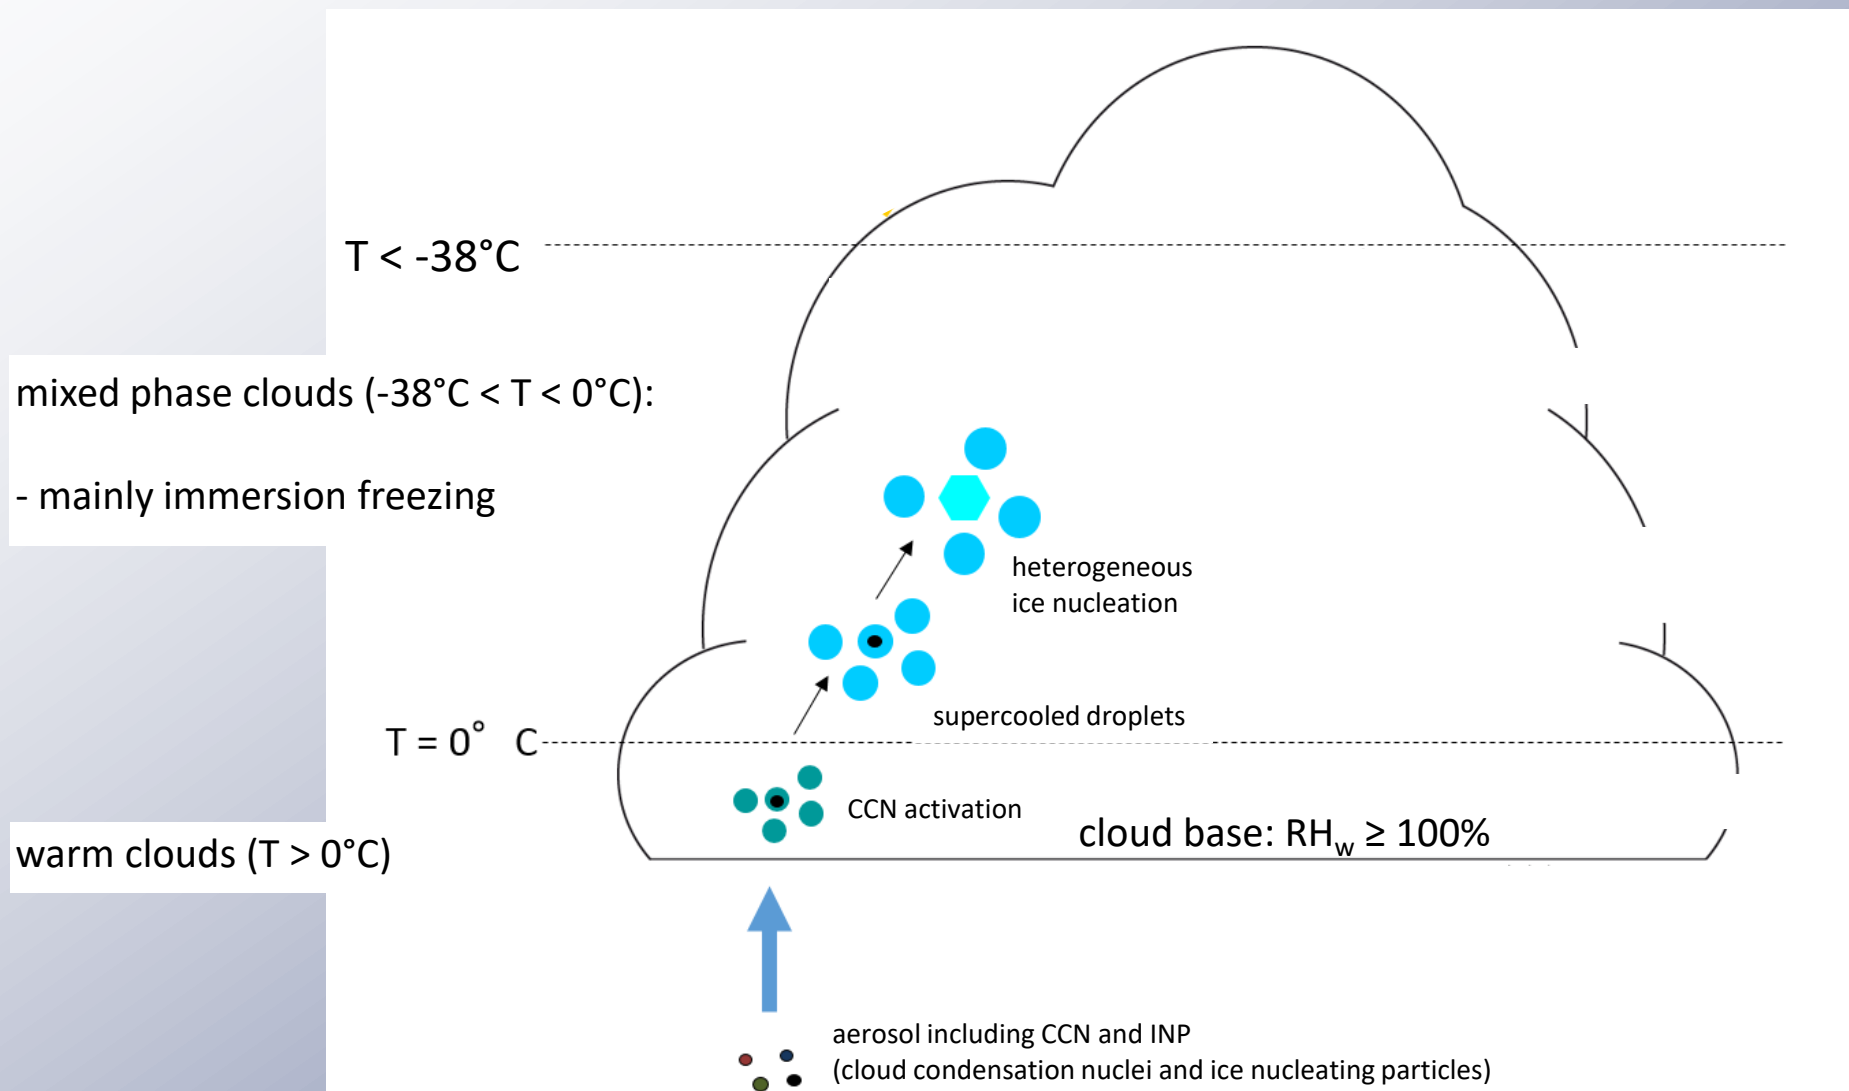 T < -38°C
mixed phase clouds (-38°C < T < 0°C):
- mainly immersion freezing
heterogeneous
ice nucleation
supercooled droplets
T = 0° C
CCN activation
cloud base: RHw ≥ 100%
warm clouds (T > 0°C)
aerosol including CCN and INP
(cloud condensation nuclei and ice nucleating particles)